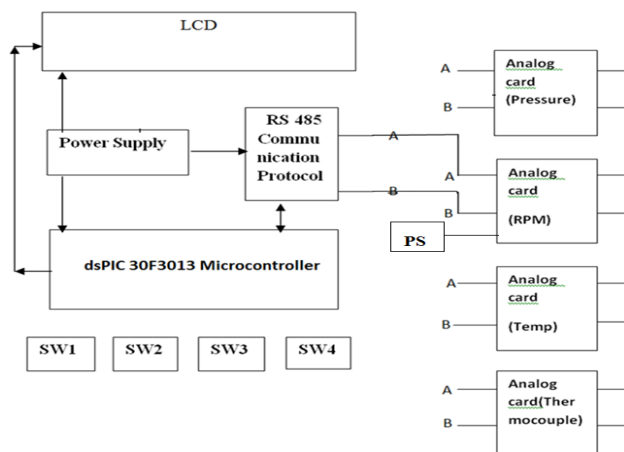 LCD
Power Supply
RS 485
Commu
nication
Protocol
dsPIC 30F3013 Microcontroller
SW1
SW2
SW3
SW4
A
B
A
B
Analog
card
(Pressure)
A
B
Analog
card
(RPM)
PS
A
B
Analog
card
(Temp)
A
B
Analog
card(Ther
mocouple)